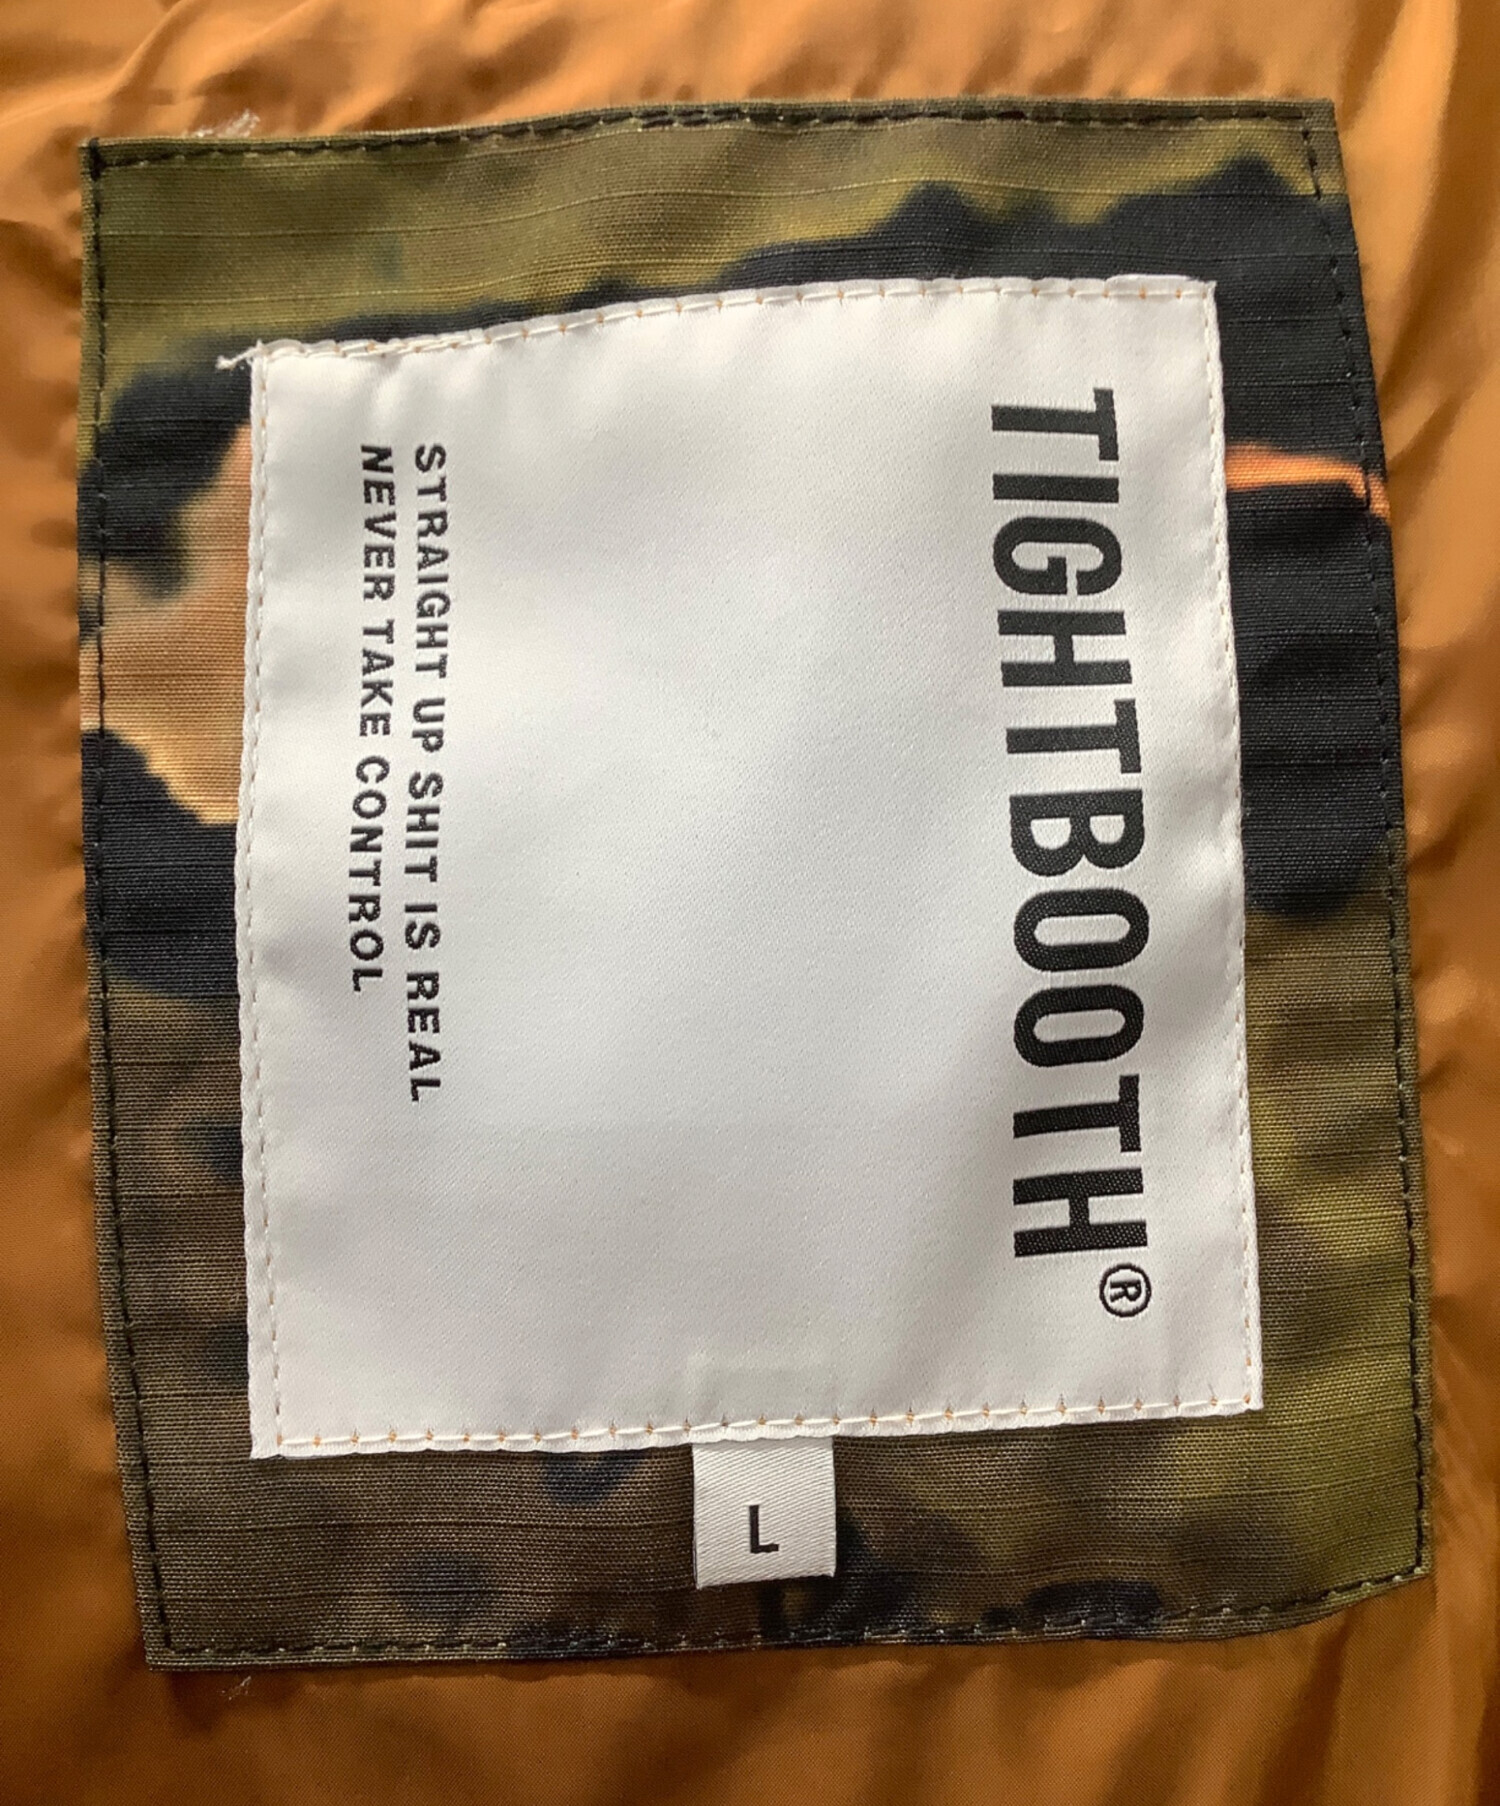 TIGHTBOOTH®
STRAIGHT UP SHIT IS REAL
NEVER TAKE CONTROL
L